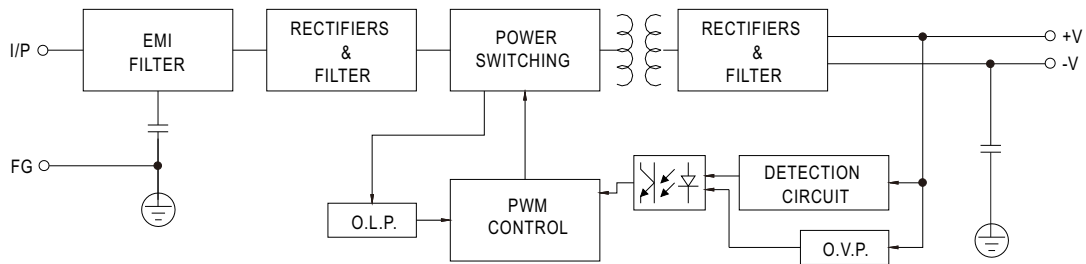 I/P
EMI
FILTER
RECTIFIERS
&
FILTER
POWER
SWITCHING
RECTIFIERS
&
FILTER
+V
-V
FG
O.L.P.
PWM
CONTROL
DETECTION
CIRCUIT
O.V.P.